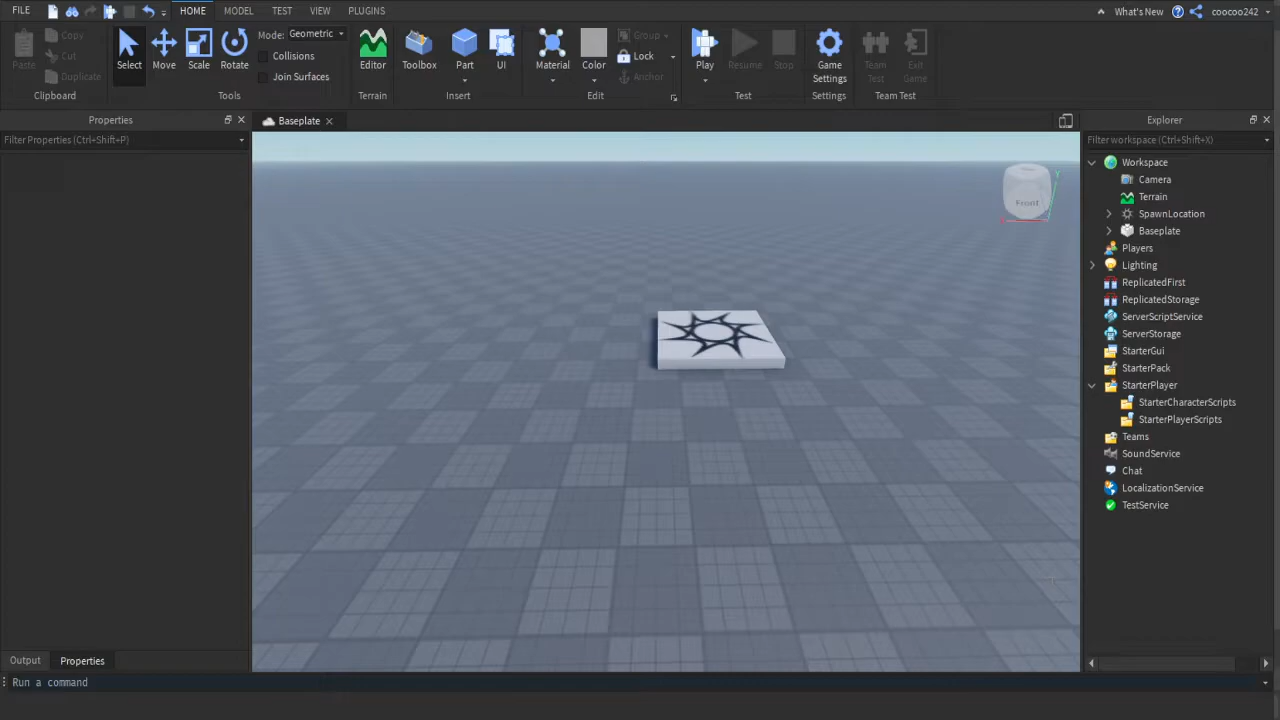 FILE HOME MODEL TEST VIEW PLUGINS What's New coocoo242
Paste Copy Cut Duplicate Select Move Scale Rotate Mode: Geometric Collisions Join Surfaces Editor Toolbox Part UI Material Color Group Lock Anchor Play Resume Stop Game Settings Team Test Exit Game
Clipboard Tools Terrain Insert Edit Test Settings Team Test
Properties Baseplate Explorer
Filter Properties (Ctrl+Shift+P) Filter workspace (Ctrl+Shift+X)
Workspace
Camera
Terrain
SpawnLocation
Baseplate
Players
Lighting
ReplicatedFirst
ReplicatedStorage
ServerScriptService
ServerStorage
StarterGui
StarterPack
StarterPlayer
StarterCharacterScripts
StarterPlayerScripts
Teams
SoundService
Chat
LocalizationService
TestService
Front
Y
Output Properties
Run a command